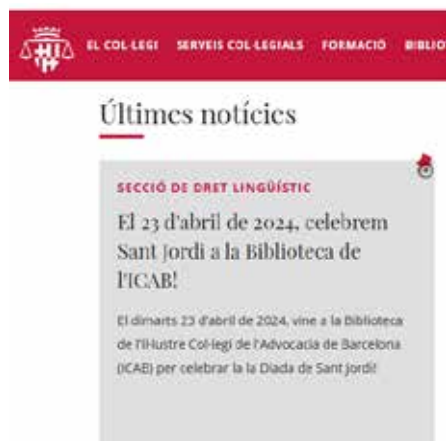 EL COL·LEGI SERVEIS COL·LEGIALS FORMACIÓ BIBLIO
Últimes notícies
SECCIÓ DE DRET LINGÜÍSTIC
El 23 d'abril de 2024, celebrem
Sant Jordi a la Biblioteca de
l'ICAB!
El dimarts 23 d'abril de 2024, vine a la Biblioteca
de l'Il·lustre Col·legi de l'Advocacia de Barcelona
(ICAB) per celebrar la la Diada de Sant Jordi!